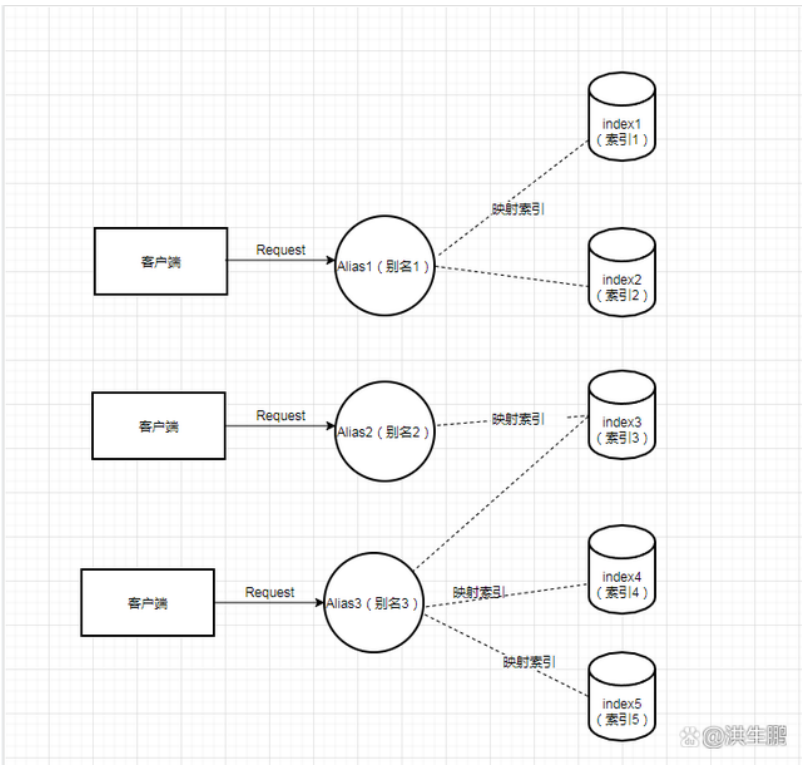 index1
（索引1）
映射索引
客户端
Request
Alias1（别名1）
index2
（索引2）
客户端
Request
Alias2（别名2）
映射索引
index3
（索引3）
客户端
Request
Alias3（别名3）
映射索引
index4
（索引4）
映射索引
index5
（索引5）
@洪生鹏